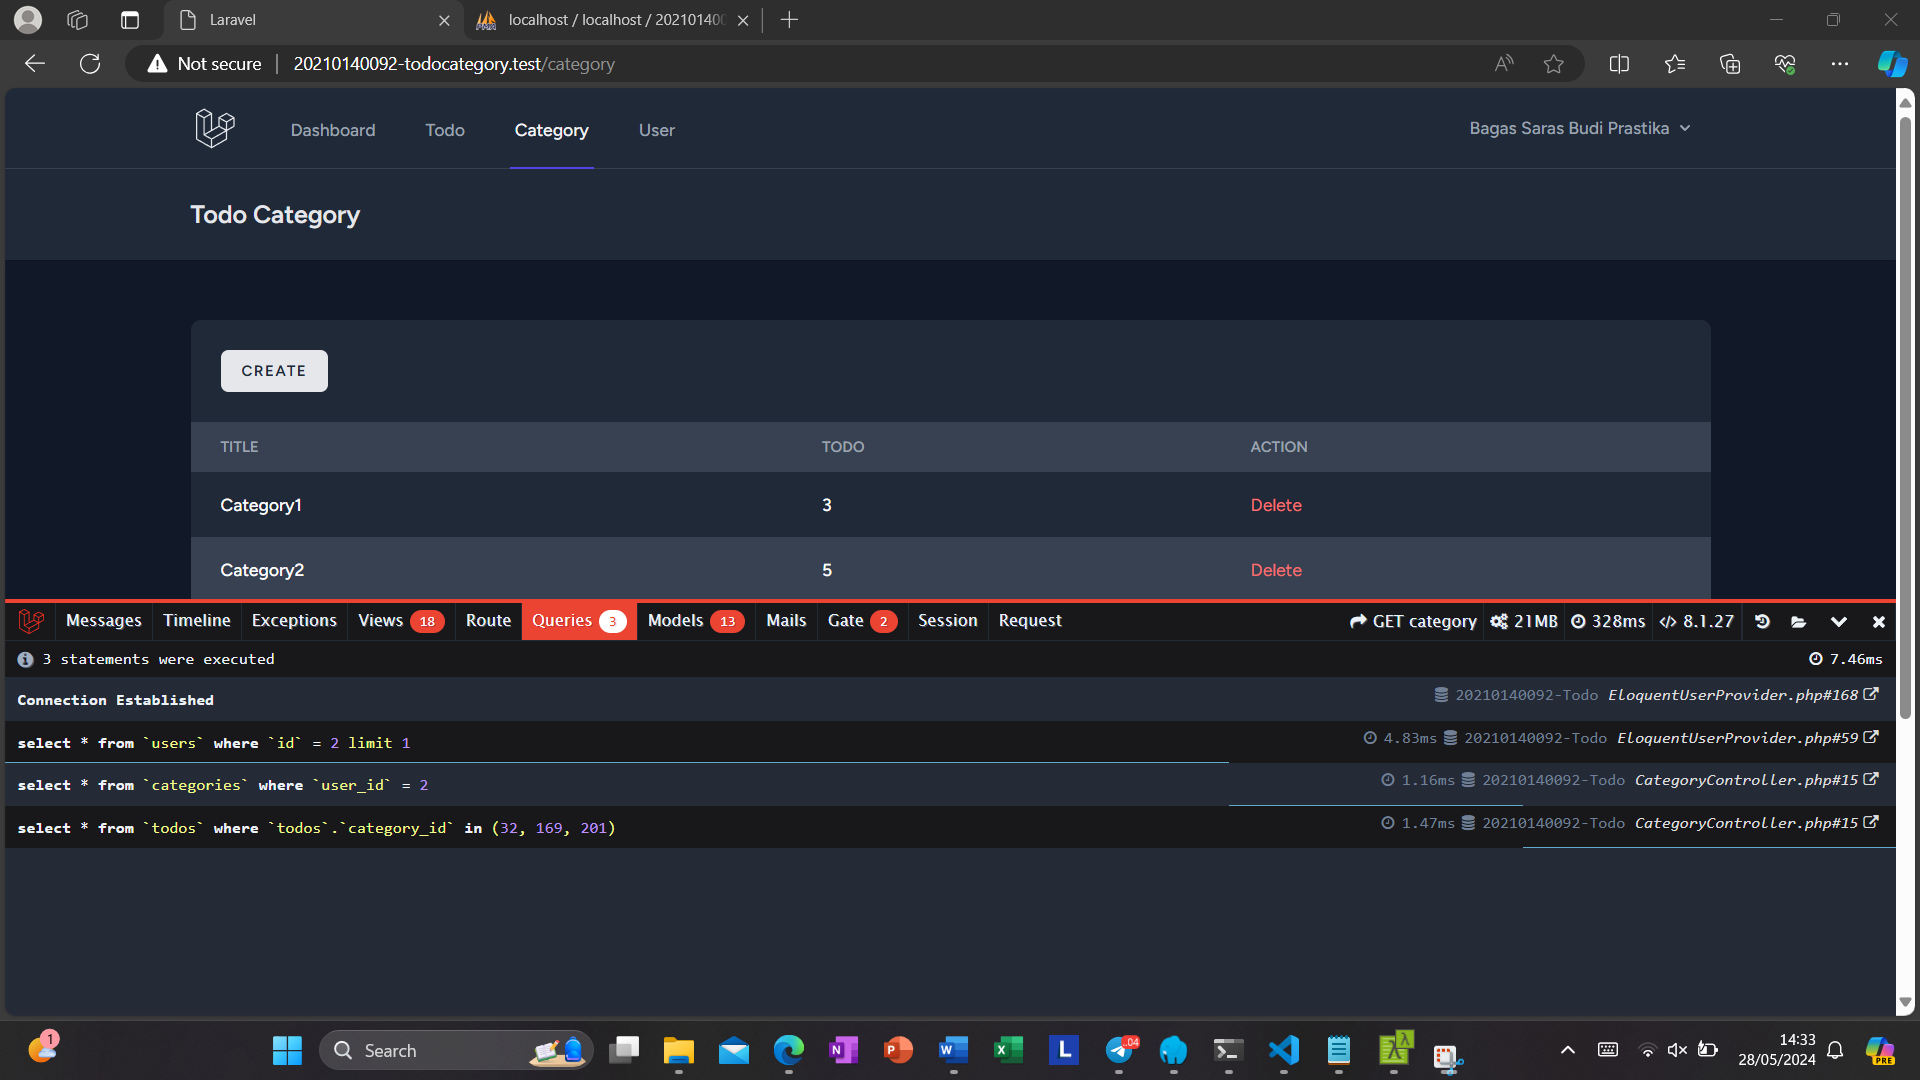 Laravel
localhost / localhost / 20210140
Not secure
20210140092-todocategory.test/category
Dashboard Todo Category User Bagas Saras Budi Prastika
Todo Category
CREATE
TITLE TODO ACTION
Category1 3 Delete
Category2 5 Delete
Messages Timeline Exceptions Views 18 Route Queries 3 Models 13 Mails Gate 2 Session Request GET category 21MB 328ms 8.1.27
3 statements were executed 7.46ms
Connection Established 20210140092-Todo EloquentUserProvider.php#168
select * from `users` where `id` = 2 limit 1 4.83ms 20210140092-Todo EloquentUserProvider.php#59
select * from `categories` where `user_id` = 2 1.16ms 20210140092-Todo CategoryController.php#15
select * from `todos` where `todos`.`category_id` in (32, 169, 201) 1.47ms 20210140092-Todo CategoryController.php#15
1
Search
..04
14:33
28/05/2024
PRE